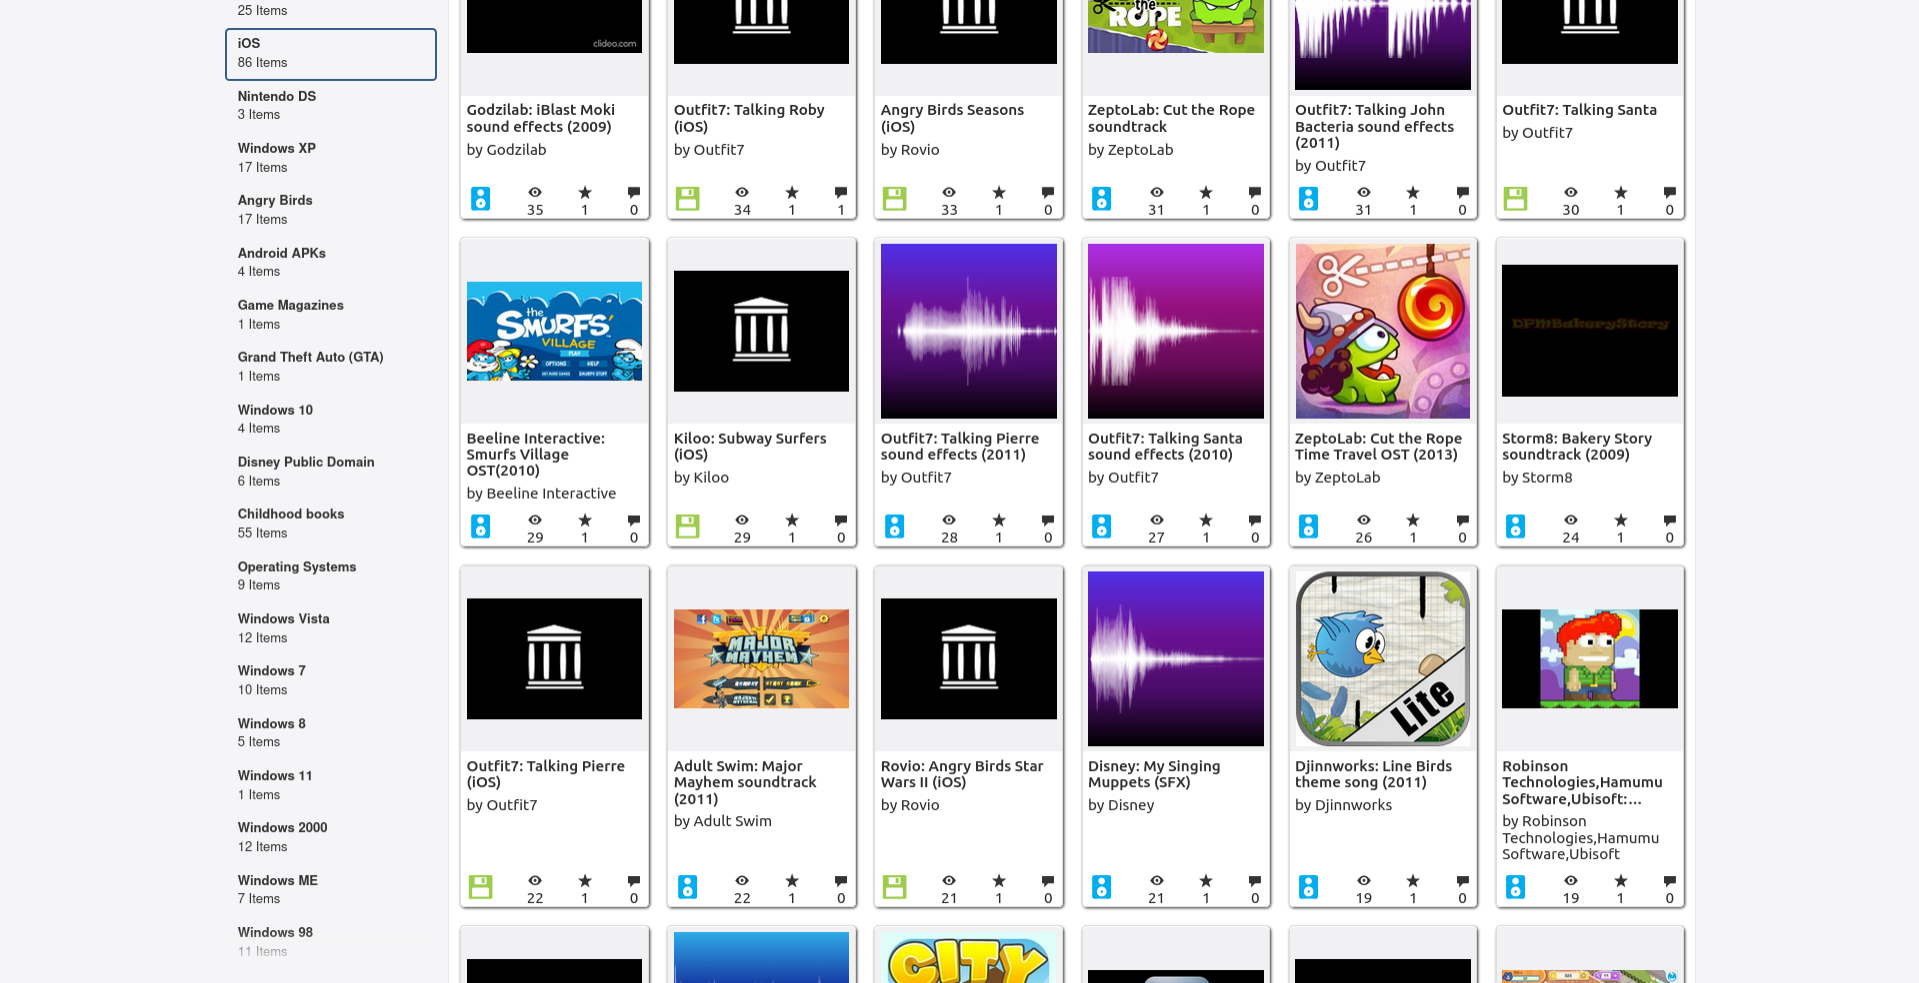 25 Items
iOS
86 Items
Nintendo DS
3 Items
Windows XP
17 Items
Angry Birds
17 Items
Android APKs
4 Items
Game Magazines
1 Items
Grand Theft Auto (GTA)
1 Items
Windows 10
4 Items
Disney Public Domain
6 Items
Childhood books
55 Items
Operating Systems
9 Items
Windows Vista
12 Items
Windows 7
10 Items
Windows 8
5 Items
Windows 11
1 Items
Windows 2000
12 Items
Windows ME
7 Items
Windows 98
11 Items
clideo.com
Godzilab: iBlast Moki
sound effects (2009)
by Godzilab
35 1 0
Outfit7: Talking Roby
(iOS)
by Outfit7
34 1 1
Angry Birds Seasons
(iOS)
by Rovio
33 1 0
the
ROPE
ZeptoLab: Cut the Rope
soundtrack
by ZeptoLab
31 1 0
Outfit7: Talking John
Bacteria sound effects
(2011)
by Outfit7
31 1 0
Outfit7: Talking Santa
by Outfit7
30 1 0
the
SMURFS'
VILLAGE
PLAY
OPTIONS HELP
Beeline Interactive:
Smurfs Village
OST(2010)
by Beeline Interactive
29 1 0
Kiloo: Subway Surfers
(iOS)
by Kiloo
29 1 0
Outfit7: Talking Pierre
sound effects (2011)
by Outfit7
28 1 0
Outfit7: Talking Santa
sound effects (2010)
by Outfit7
27 1 0
ZeptoLab: Cut the Rope
Time Travel OST (2013)
by ZeptoLab
26 1 0
DPMBakeryStory
Storm8: Bakery Story
soundtrack (2009)
by Storm8
24 1 0
Outfit7: Talking Pierre
(iOS)
by Outfit7
22 1 0
MAJOR
MAYHEM
Adult Swim: Major
Mayhem soundtrack
(2011)
by Adult Swim
22 1 0
Rovio: Angry Birds Star
Wars II (iOS)
by Rovio
21 1 0
Disney: My Singing
Muppets (SFX)
by Disney
21 1 0
Lite
Djinnworks: Line Birds
theme song (2011)
by Djinnworks
19 1 0
Robinson
Technologies,Hamumu
Software,Ubisoft:...
by Robinson
Technologies,Hamumu
Software,Ubisoft
19 1 0
CITY